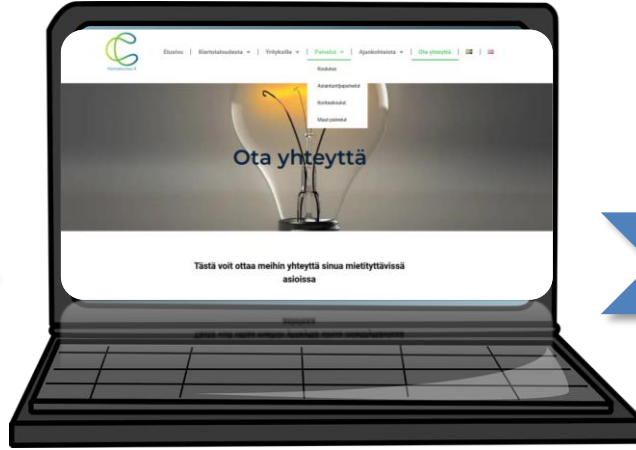 Etusivu | Kiertotaloudesta | Yrityksille | Palvelut | Ajankohtaista | Ota yhteyttä
Koulutus
Asiantuntijapalvelut
Korkeakoulut
Muut palvelut
Ota yhteyttä
Tästä voit ottaa meihin yhteyttä sinua mietityttävissä
asioissa